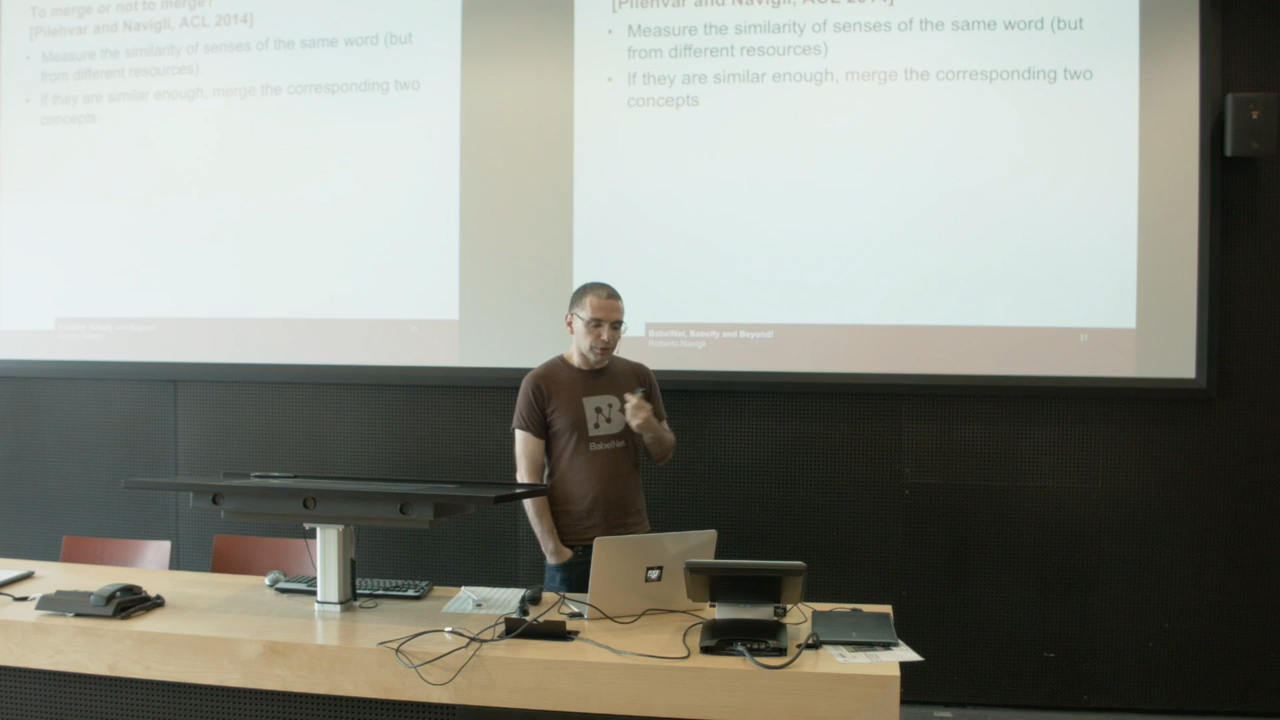 To merge or not to merge?
[Pilehvar and Navigli, ACL 2014]
• Measure the similarity of senses of the same word (but
from different resources)
• If they are similar enough, merge the corresponding two
concepts
[Pilehvar and Navigli, ACL 2014]
• Measure the similarity of senses of the same word (but
from different resources)
• If they are similar enough, merge the corresponding two
concepts
BabelNet, Babelfy and Beyond!
Roberto Navigli
31
B
BabelNet